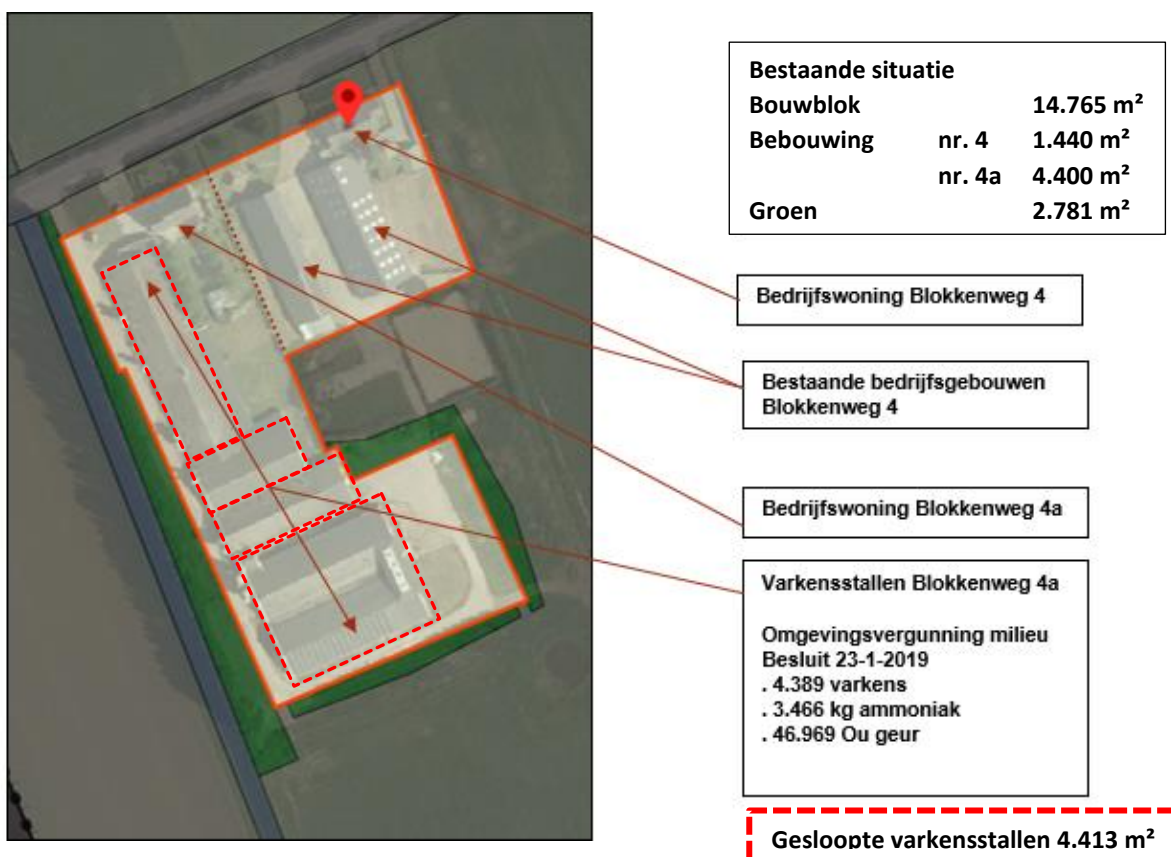 Bestaande situatie
Bouwblok 14.765 m²
Bebouwing nr. 4 1.440 m²
nr. 4a 4.400 m²
Groen 2.781 m²
Bedrijfswoning Blokkenweg 4
Bestaande bedrijfsgebouwen
Blokkenweg 4
Bedrijfswoning Blokkenweg 4a
Varkensstallen Blokkenweg 4a
Omgevingsvergunning milieu
Besluit 23-1-2019
. 4.389 varkens
. 3.466 kg ammoniak
. 46.969 Ou geur
Gesloopte varkensstallen 4.413 m²